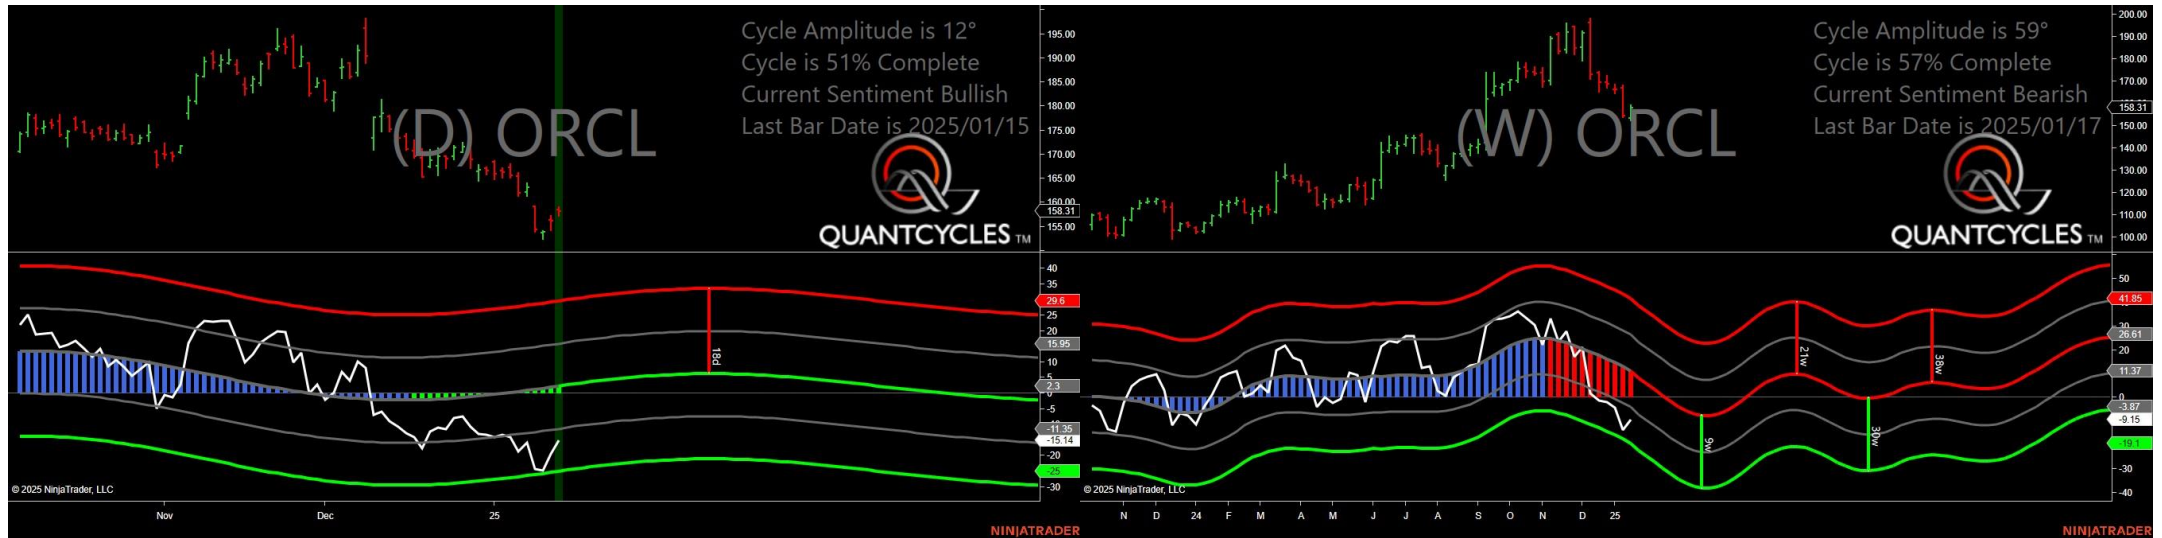 Cycle Amplitude is 12°
Cycle is 51% Complete
Current Sentiment Bullish
Last Bar Date is 2025/01/15
(D) ORCL
QUANTCYCLES TM
195.00
190.00
185.00
180.00
175.00
170.00
165.00
160.00
158.31
155.00
40
35
29.6
25
20
15.95
10
5
2.3
0
-5
-11.35
-15.14
-20
-25
-30
18d
© 2025 NinjaTrader, LLC
Nov
Dec
25
NINJATRADER
Cycle Amplitude is 59°
Cycle is 57% Complete
Current Sentiment Bearish
Last Bar Date is 2025/01/17
(W) ORCL
QUANTCYCLES TM
200.00
190.00
180.00
170.00
158.31
150.00
140.00
130.00
120.00
110.00
100.00
50
41.85
30
26.61
20
11.37
0
-3.87
-9.15
-19.1
-30
-40
9w
21w
30w
38w
© 2025 NinjaTrader, LLC
N D 24 F M A M J J A S O N D 25
NINJATRADER